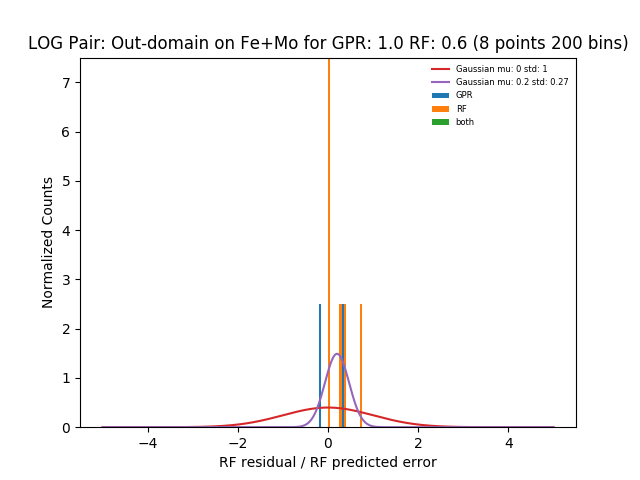 LOG Pair: Out-domain on Fe+Mo for GPR: 1.0 RF: 0.6 (8 points 200 bins)
Gaussian mu: 0 std: 1
Gaussian mu: 0.2 std: 0.27
GPR
RF
both
7
6
5
4
3
2
1
0
Normalized Counts
−4
−2
0
2
4
RF residual / RF predicted error